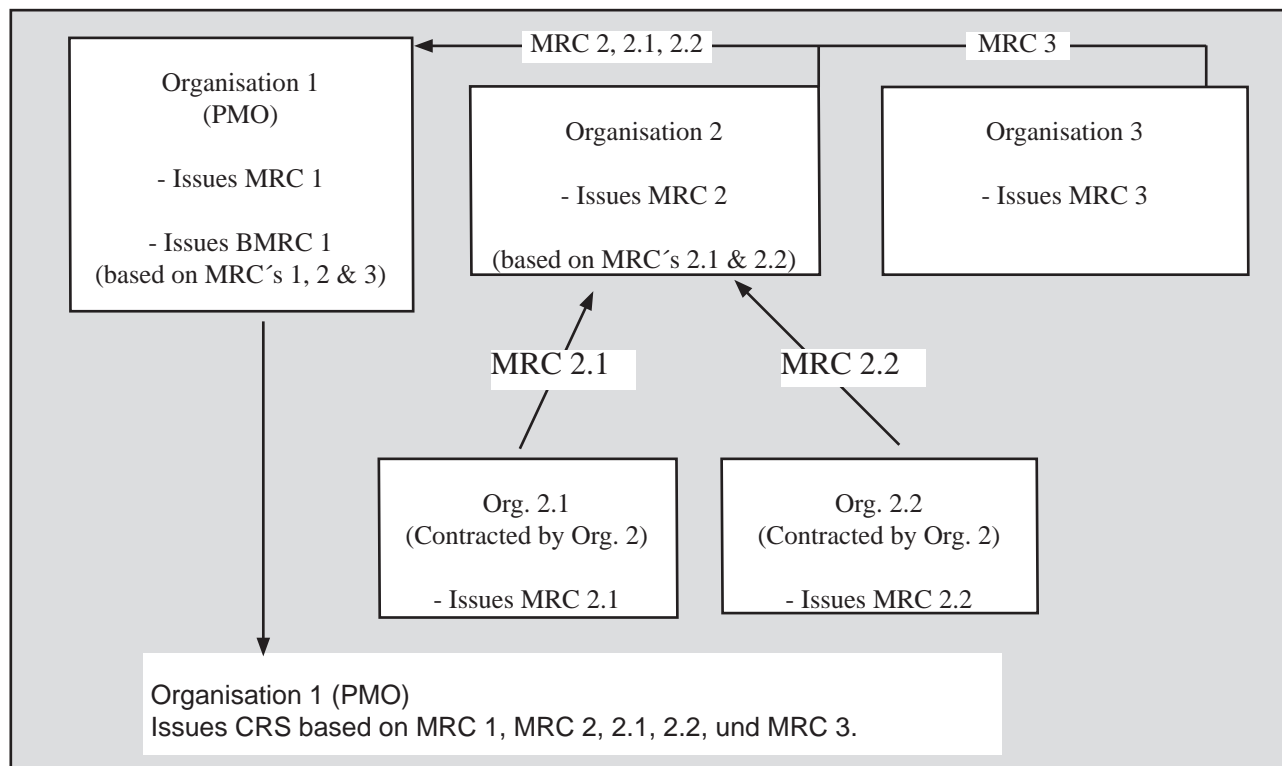 MRC 2, 2.1, 2.2
MRC 3
Organisation 1
(PMO)
- Issues MRC 1
- Issues BMRC 1
(based on MRC´s 1, 2 & 3)
Organisation 2
- Issues MRC 2
(based on MRC´s 2.1 & 2.2)
Organisation 3
- Issues MRC 3
MRC 2.1
MRC 2.2
Org. 2.1
(Contracted by Org. 2)
- Issues MRC 2.1
Org. 2.2
(Contracted by Org. 2)
- Issues MRC 2.2
Organisation 1 (PMO)
Issues CRS based on MRC 1, MRC 2, 2.1, 2.2, und MRC 3.